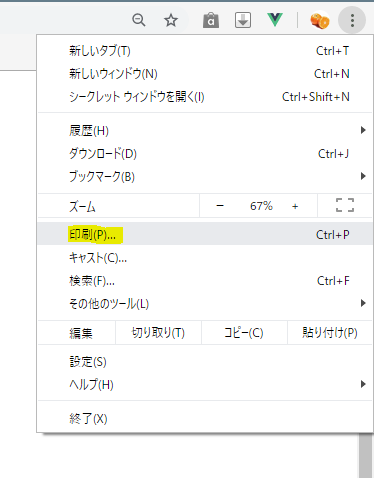 a
新しいタブ(T) Ctrl+T
新しいウィンドウ(N) Ctrl+N
シークレット ウィンドウを開く(I) Ctrl+Shift+N
履歴(H)
ダウンロード(D) Ctrl+J
ブックマーク(B)
ズーム － 67% +
印刷(P)... Ctrl+P
キャスト(C)...
検索(F)... Ctrl+F
その他のツール(L)
編集 切り取り(T) コピー(C) 貼り付け(P)
設定(S)
ヘルプ(H)
終了(X)